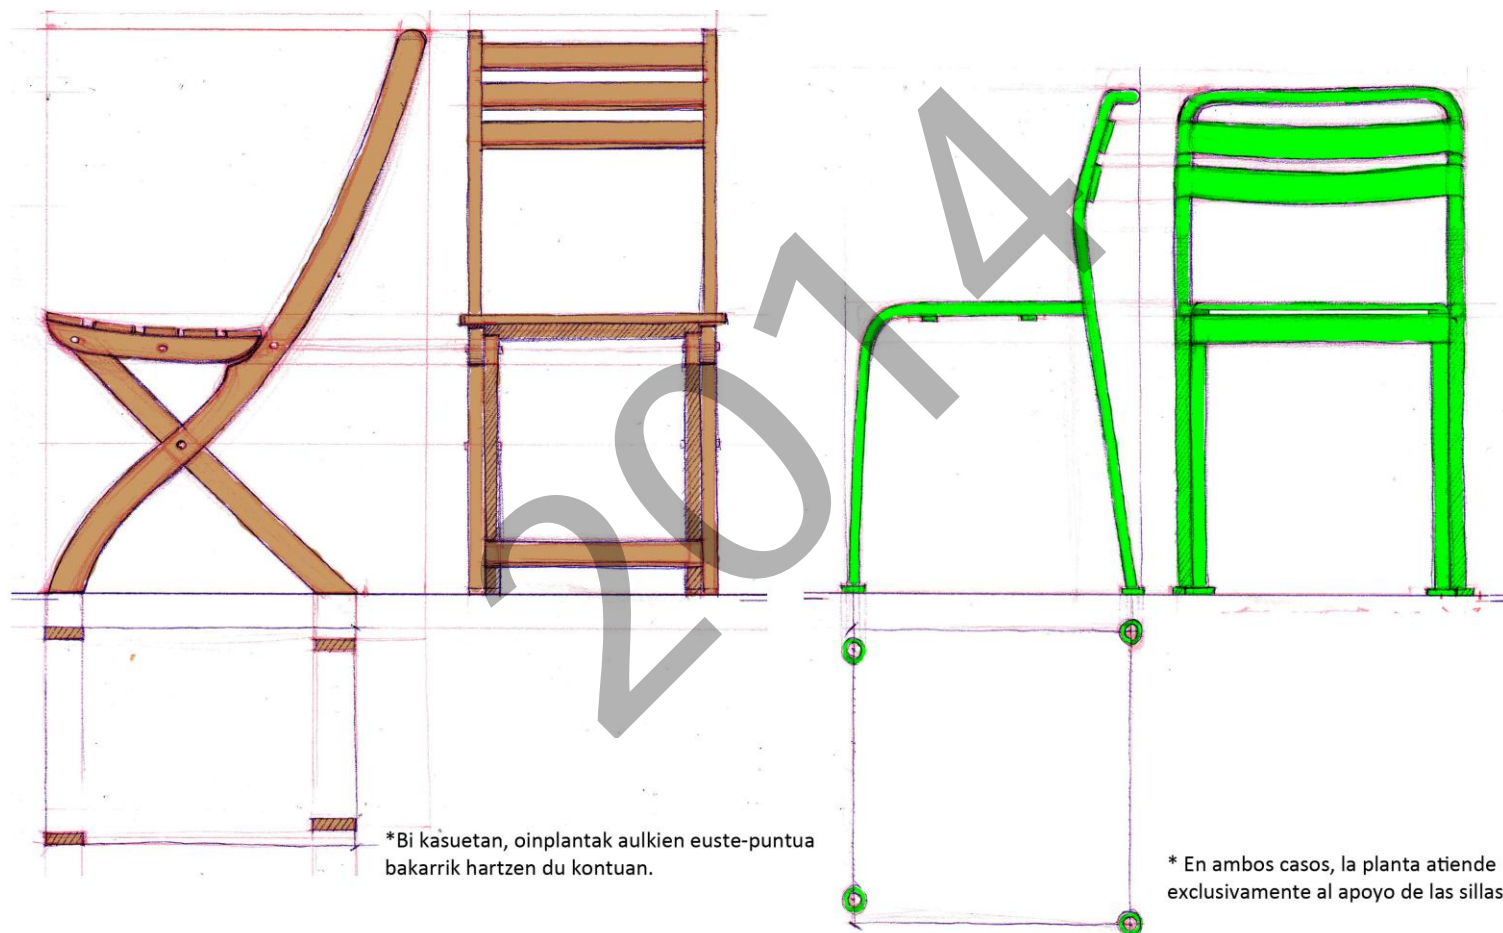 2014
*Bi kasuetan, oinplantak aulkien euste-puntua
bakarrik hartzen du kontuan.
* En ambos casos, la planta atiende
exclusivamente al apoyo de las sillas